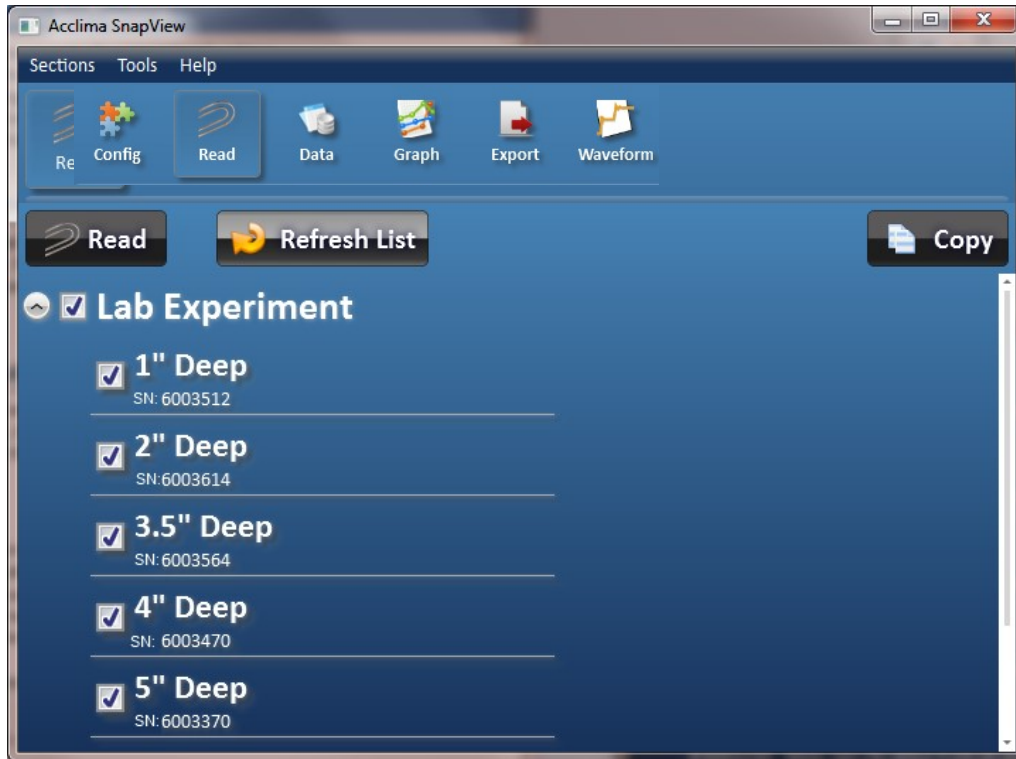 Acclima SnapView
Sections Tools Help
Re Config Read Data Graph Export Waveform
Read Refresh List Copy
Lab Experiment
1" Deep
SN: 6003512
2" Deep
SN:6003614
3.5" Deep
SN:6003564
4" Deep
SN: 6003470
5" Deep
SN:6003370